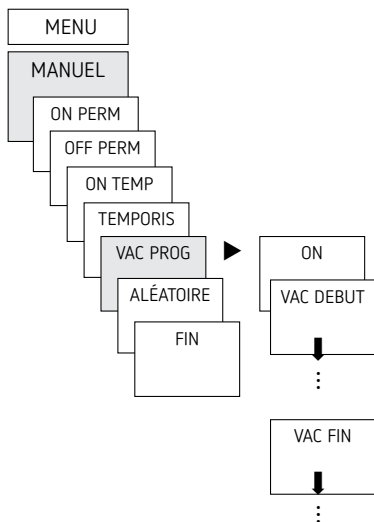 MENU
MANUEL
ON PERM
OFF PERM
ON TEMP
TEMPORIS
VAC PROG
ALÉATOIRE
FIN
ON
VAC DEBUT
VAC FIN